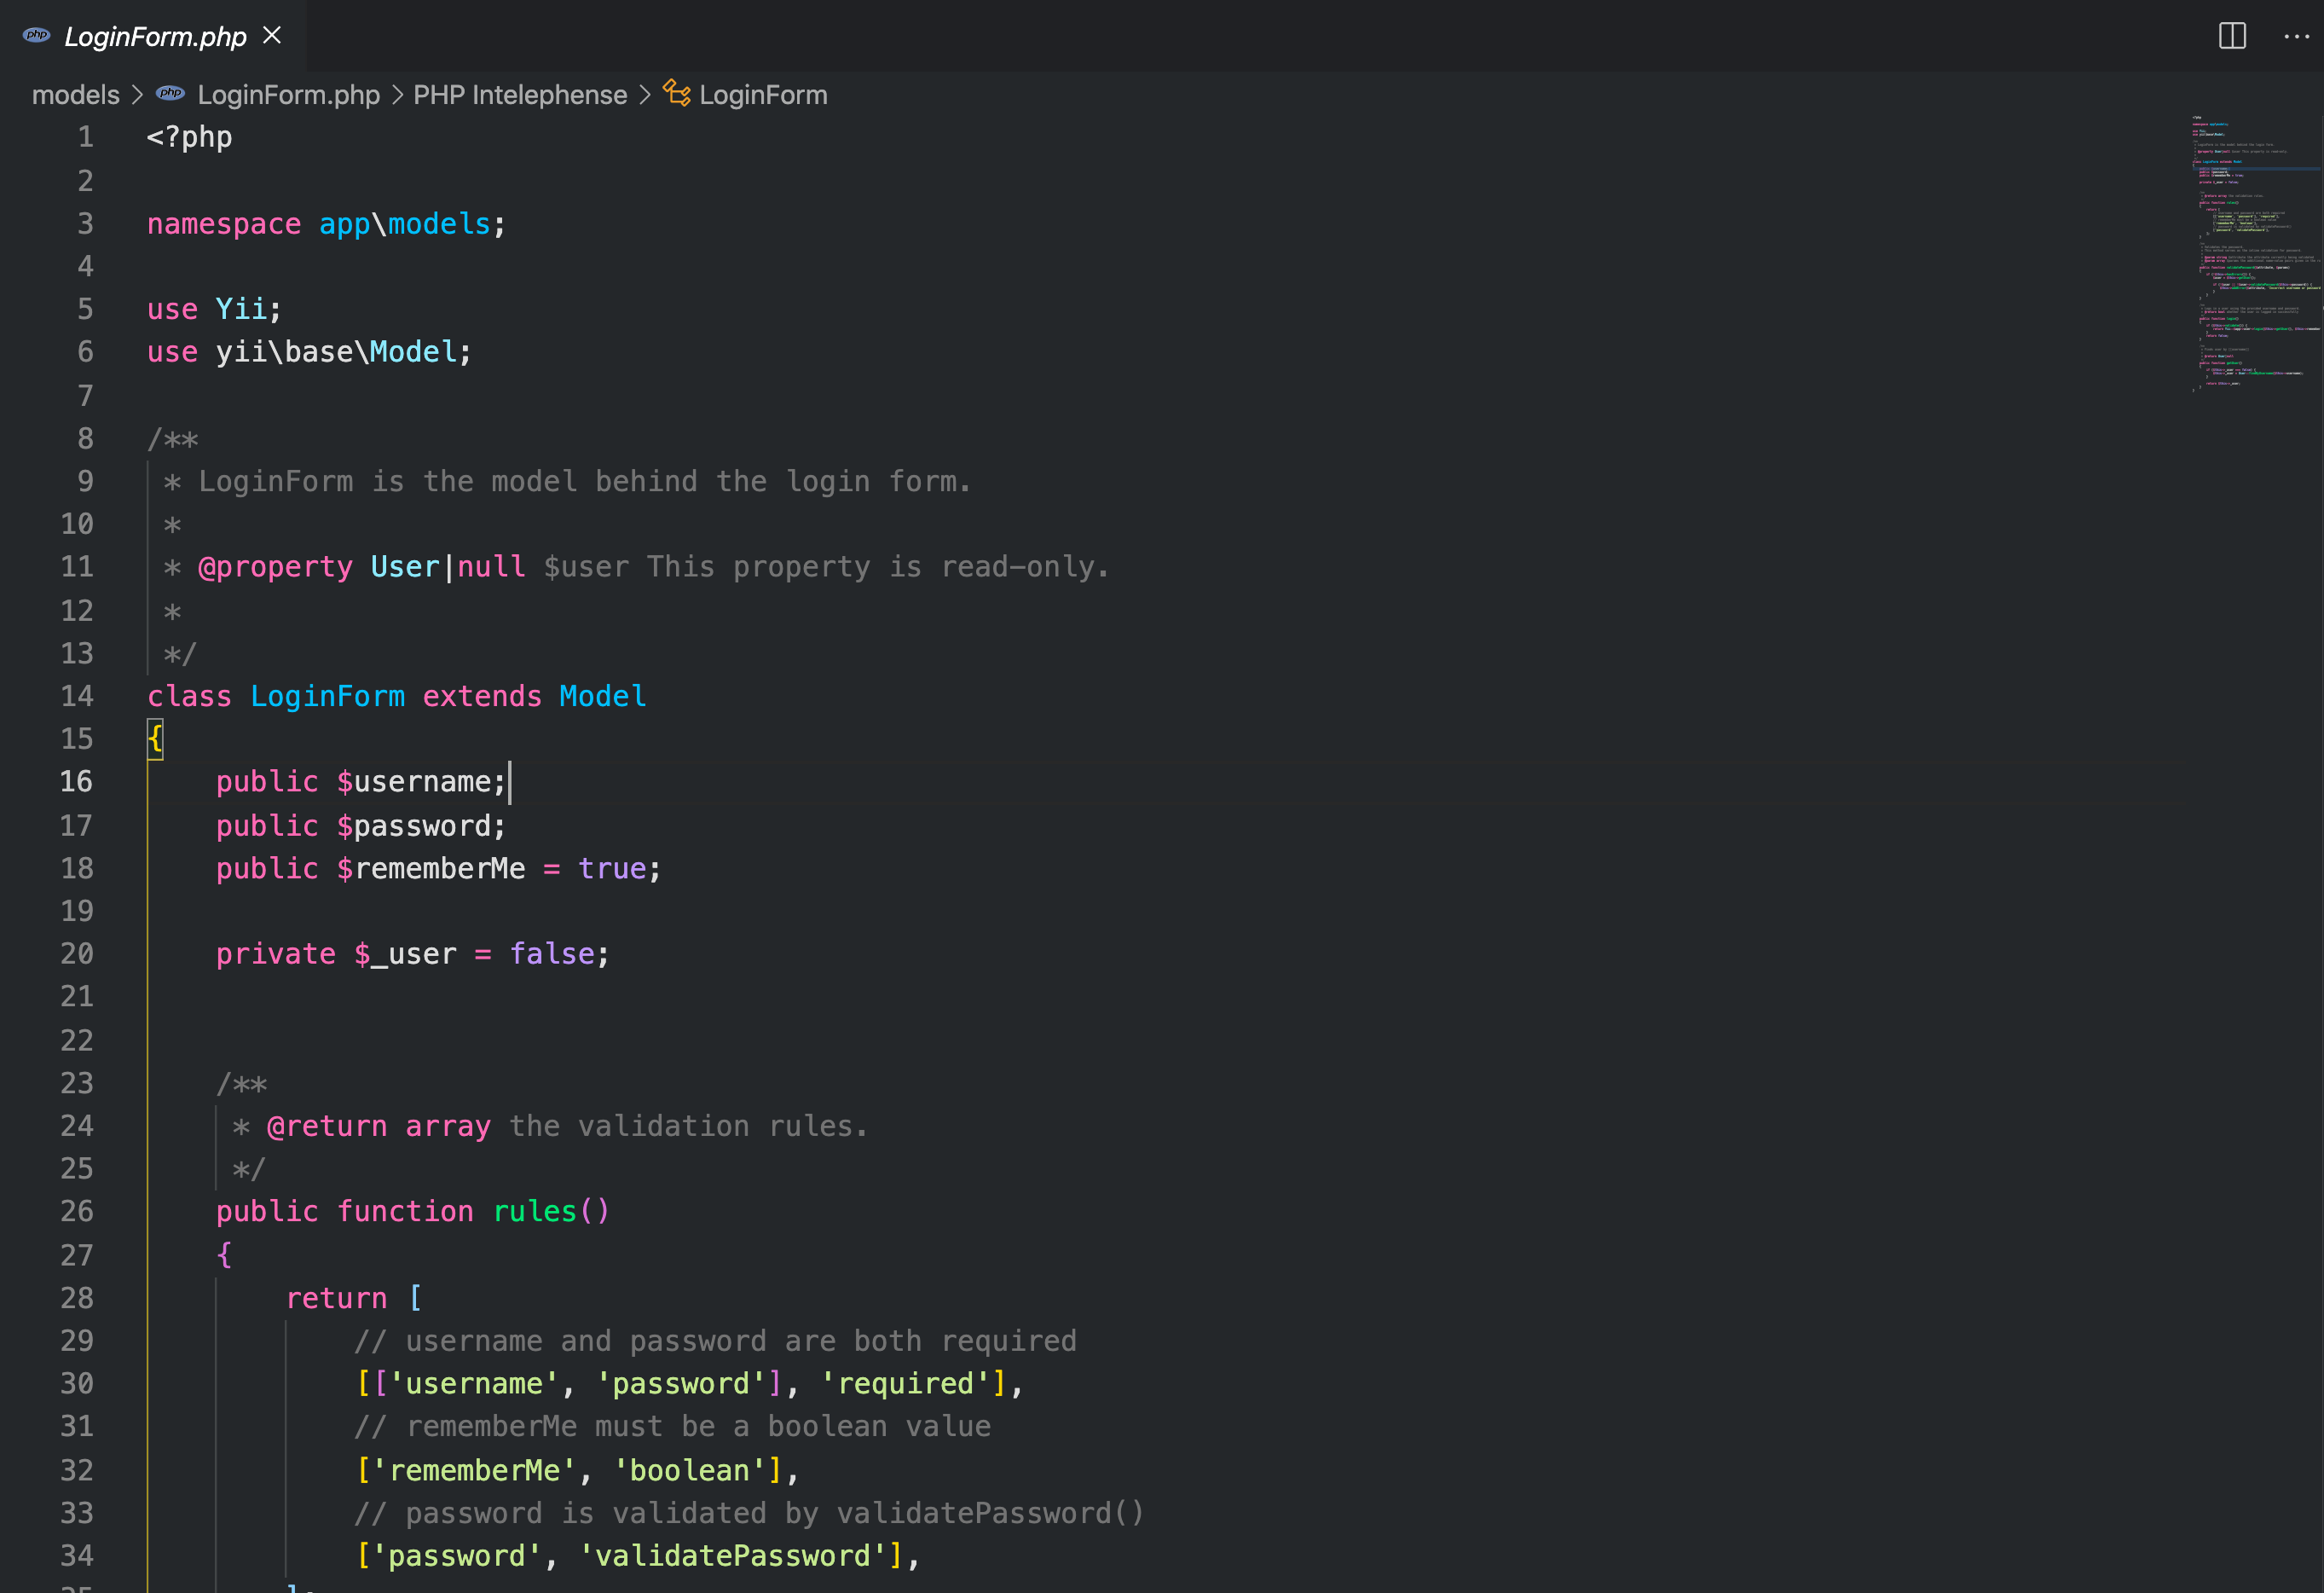 php LoginForm.php
models > php LoginForm.php > PHP Intelephense > LoginForm
1 <?php
2
3 namespace app\models;
4
5 use Yii;
6 use yii\base\Model;
7
8 /**
9  * LoginForm is the model behind the login form.
10  *
11  * @property User|null $user This property is read-only.
12  *
13  */
14 class LoginForm extends Model
15 {
16     public $username;
17     public $password;
18     public $rememberMe = true;
19
20     private $_user = false;
21
22
23     /**
24      * @return array the validation rules.
25      */
26     public function rules()
27     {
28         return [
29             // username and password are both required
30             [['username', 'password'], 'required'],
31             // rememberMe must be a boolean value
32             ['rememberMe', 'boolean'],
33             // password is validated by validatePassword()
34             ['password', 'validatePassword'],